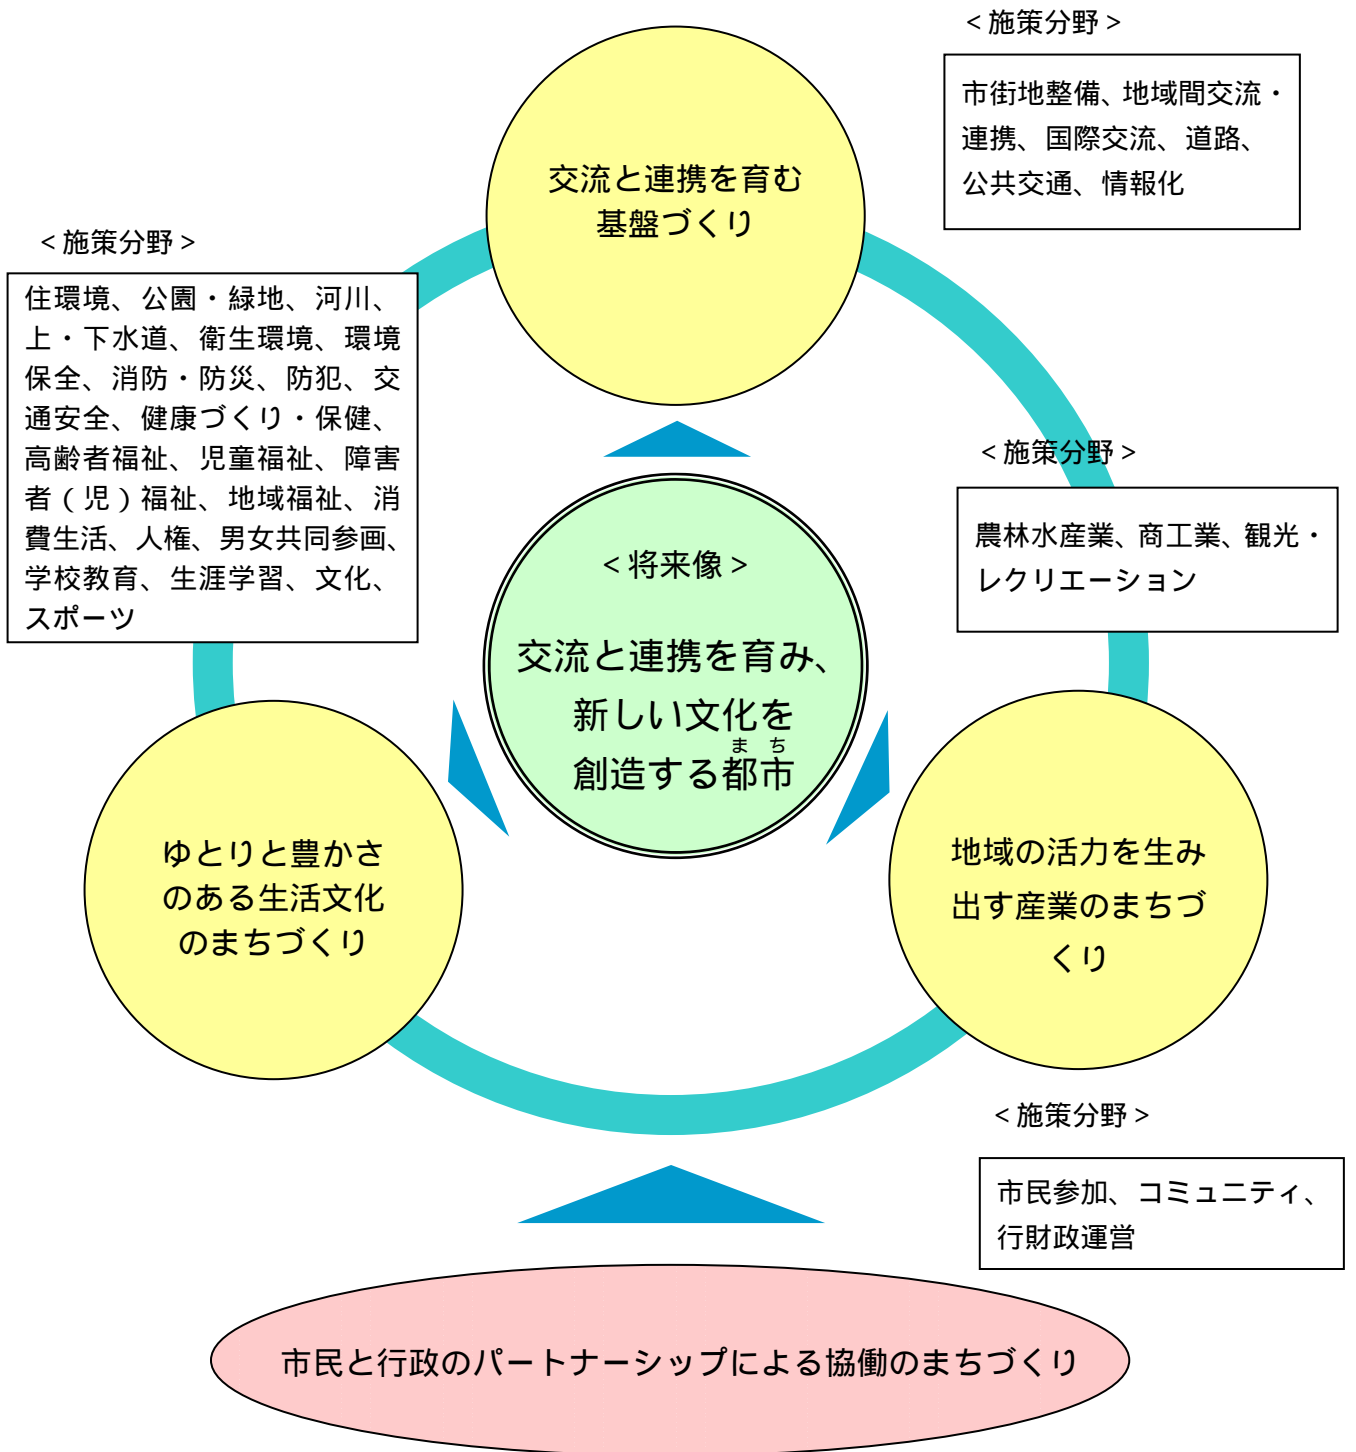 <施策分野>
市街地整備、地域間交流・
連携、国際交流、道路、
公共交通、情報化
交流と連携を育む
基盤づくり
<施策分野>
住環境、公園・緑地、河川、
上・下水道、衛生環境、環境
保全、消防・防災、防犯、交
通安全、健康づくり・保健、
高齢者福祉、児童福祉、障害
者(児)福祉、地域福祉、消
費生活、人権、男女共同参画、
学校教育、生涯学習、文化、
スポーツ
<施策分野>
農林水産業、商工業、観光・
レクリエーション
<将来像>
交流と連携を育み、
新しい文化を
まち
創造する都市
ゆとりと豊かさ
のある生活文化
のまちづくり
地域の活力を生み
出す産業のまちづ
くり
<施策分野>
市民参加、コミュニティ、
行財政運営
市民と行政のパートナーシップによる協働のまちづくり